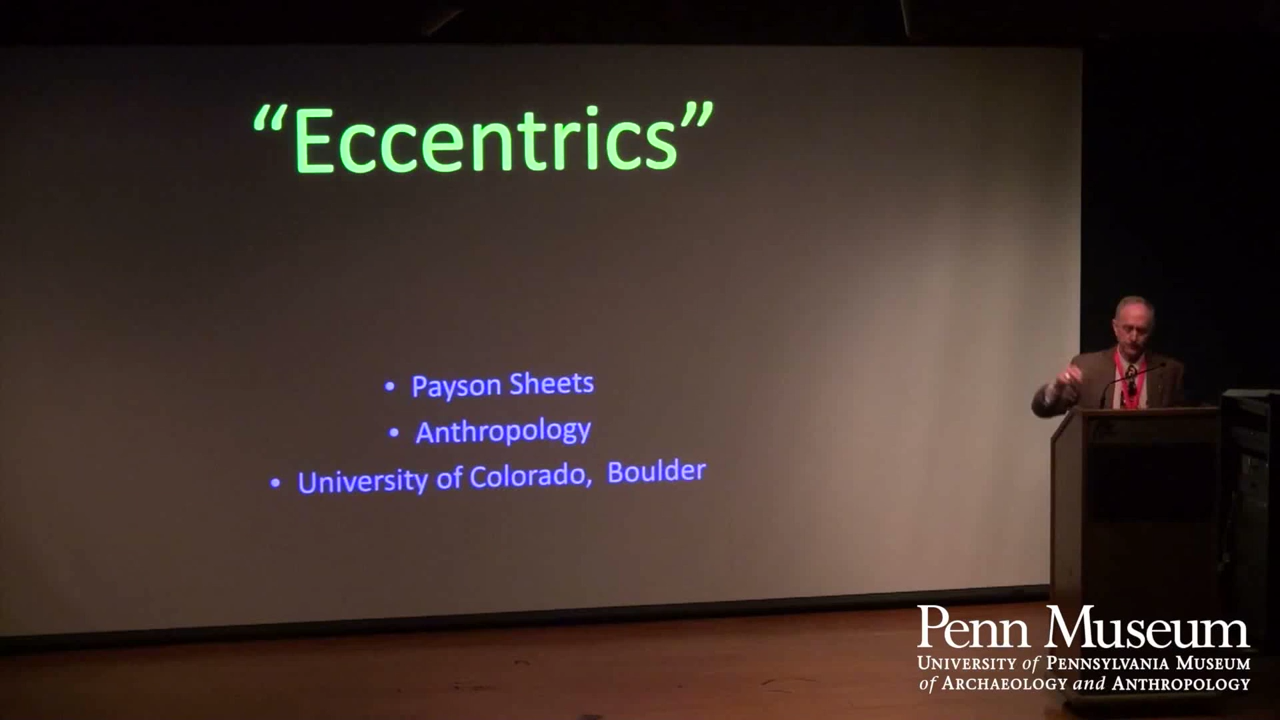 “Eccentrics”
• Payson Sheets
• Anthropology
• University of Colorado, Boulder
Penn Museum
University of Pennsylvania Museum
of Archaeology and Anthropology